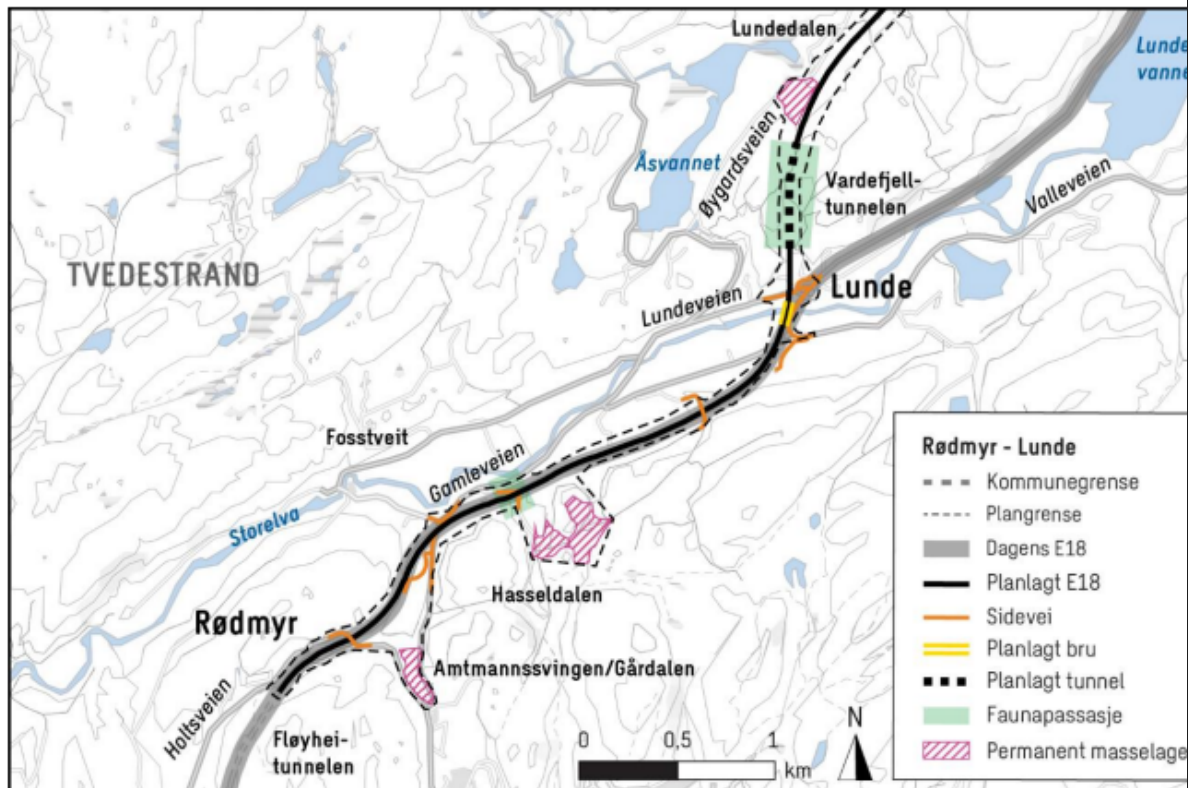 Lundedalen
Lunde
vanne
Øygardsveien
Åsvannet
Vardefjell-
tunnelen
Valleveien
TVEDESTRAND
Lundeveien
Lunde
Fosstveit
Gamleveien
Storelva
Hasseldalen
Rødmyr
Amtmannssvingen/Gårdalen
Holtsveien
Fløyhei-
tunnelen
0 0,5 1
km
N
Rødmyr - Lunde
Kommunegrense
Plangrense
Dagens E18
Planlagt E18
Sidevei
Planlagt bru
Planlagt tunnel
Faunapassasje
Permanent masselage